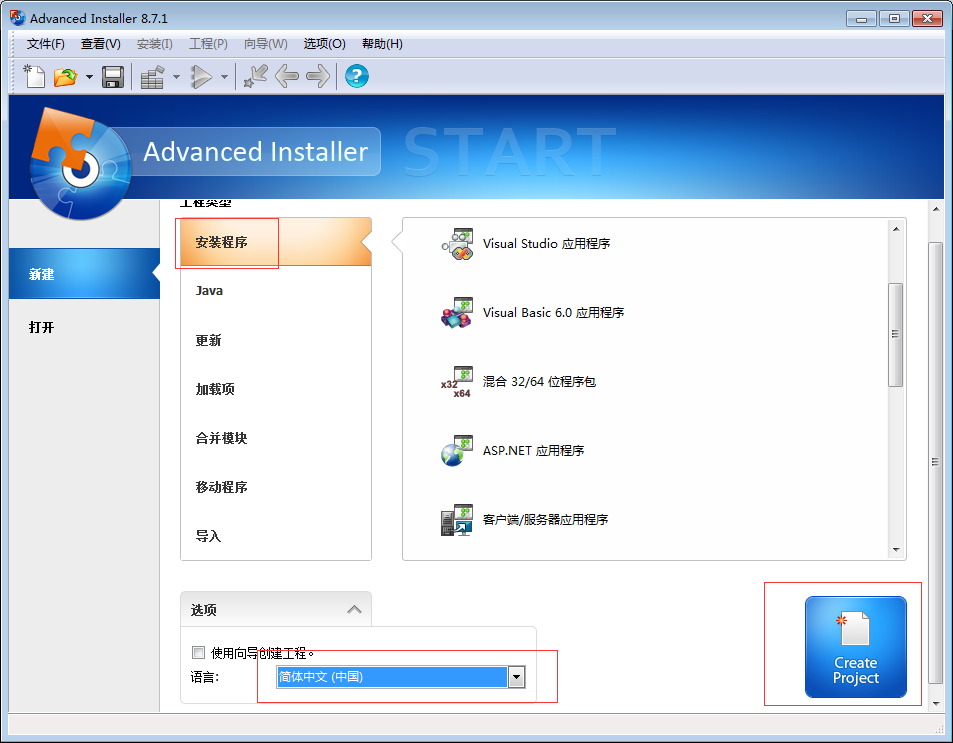 Advanced Installer 8.7.1
文件(F) 查看(V) 安装(I) 工程(P) 向导(W) 选项(O) 帮助(H)
Advanced Installer START
工程类型
新建
打开
安装程序
Java
更新
加载项
合并模块
移动程序
导入
Visual Studio 应用程序
Visual Basic 6.0 应用程序
x32 x64
混合 32/64 位程序包
ASP.NET 应用程序
客户端/服务器应用程序
选项
使用向导创建工程。
语言:
简体中文 (中国)
Create
Project